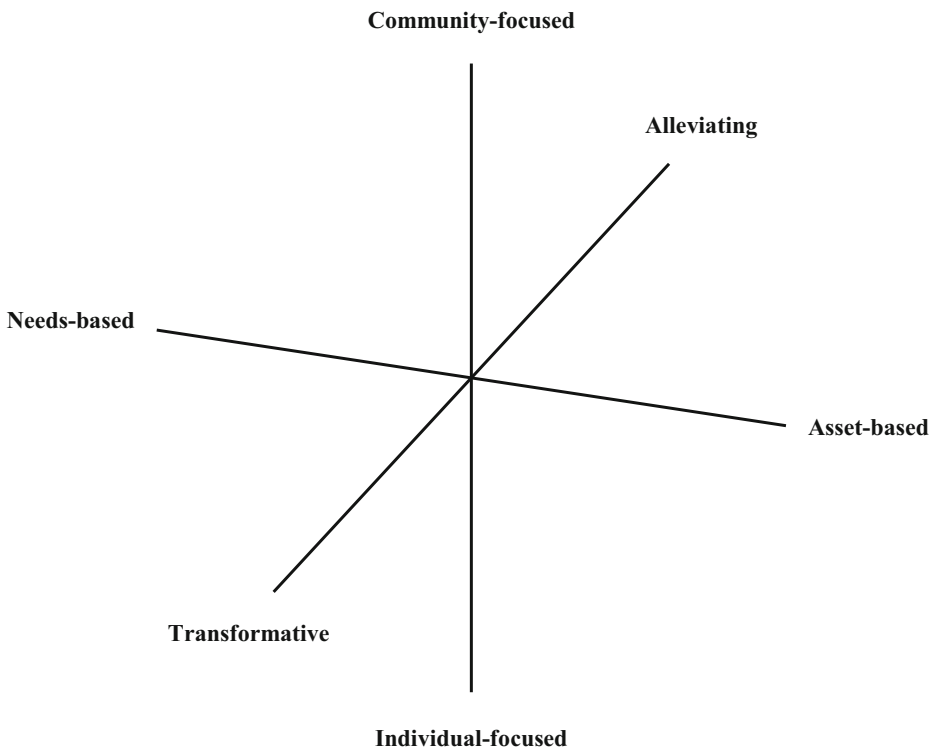 Community-focused
Alleviating
Needs-based
Asset-based
Transformative
Individual-focused